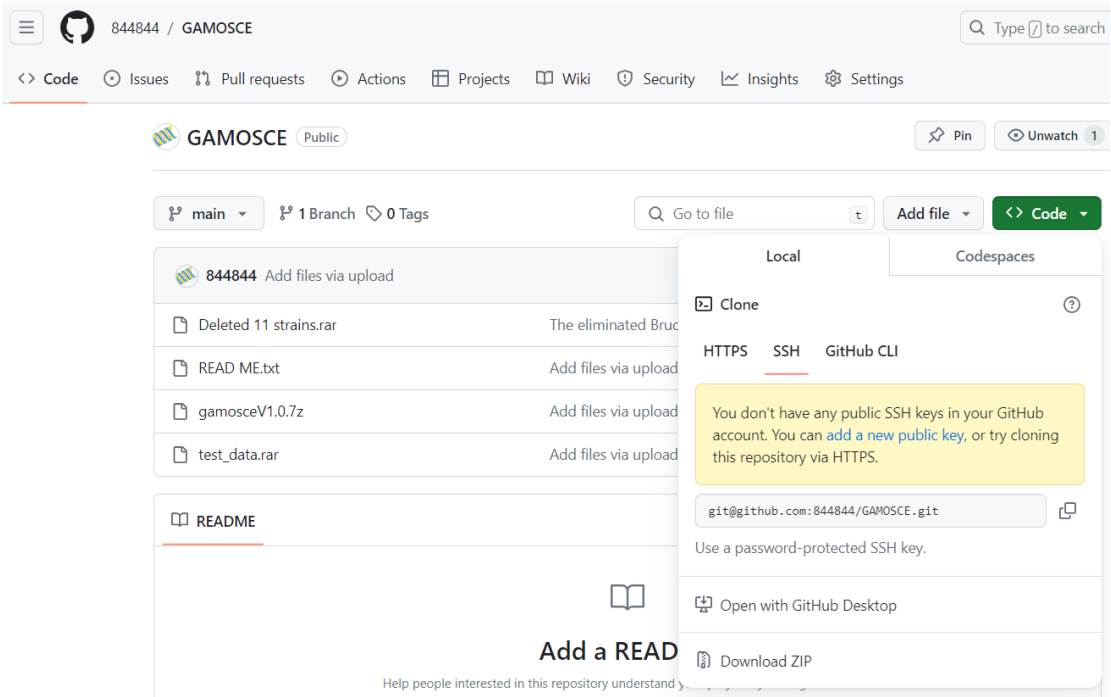 844844 / GAMOSCE
Type / to search
Code Issues Pull requests Actions Projects Wiki Security Insights Settings
GAMOSCE Public
Pin Unwatch 1
main 1 Branch 0 Tags
Go to file t
Add file
Code
844844 Add files via upload
Deleted 11 strains.rar The eliminated Bruc
READ ME.txt Add files via upload
gamosceV1.0.7z Add files via upload
test_data.rar Add files via upload
README
Add a READ
Help people interested in this repository understand
Local Codespaces
Clone
HTTPS SSH GitHub CLI
You don't have any public SSH keys in your GitHub
account. You can add a new public key, or try cloning
this repository via HTTPS.
git@github.com:844844/GAMOSCE.git
Use a password-protected SSH key.
Open with GitHub Desktop
Download ZIP